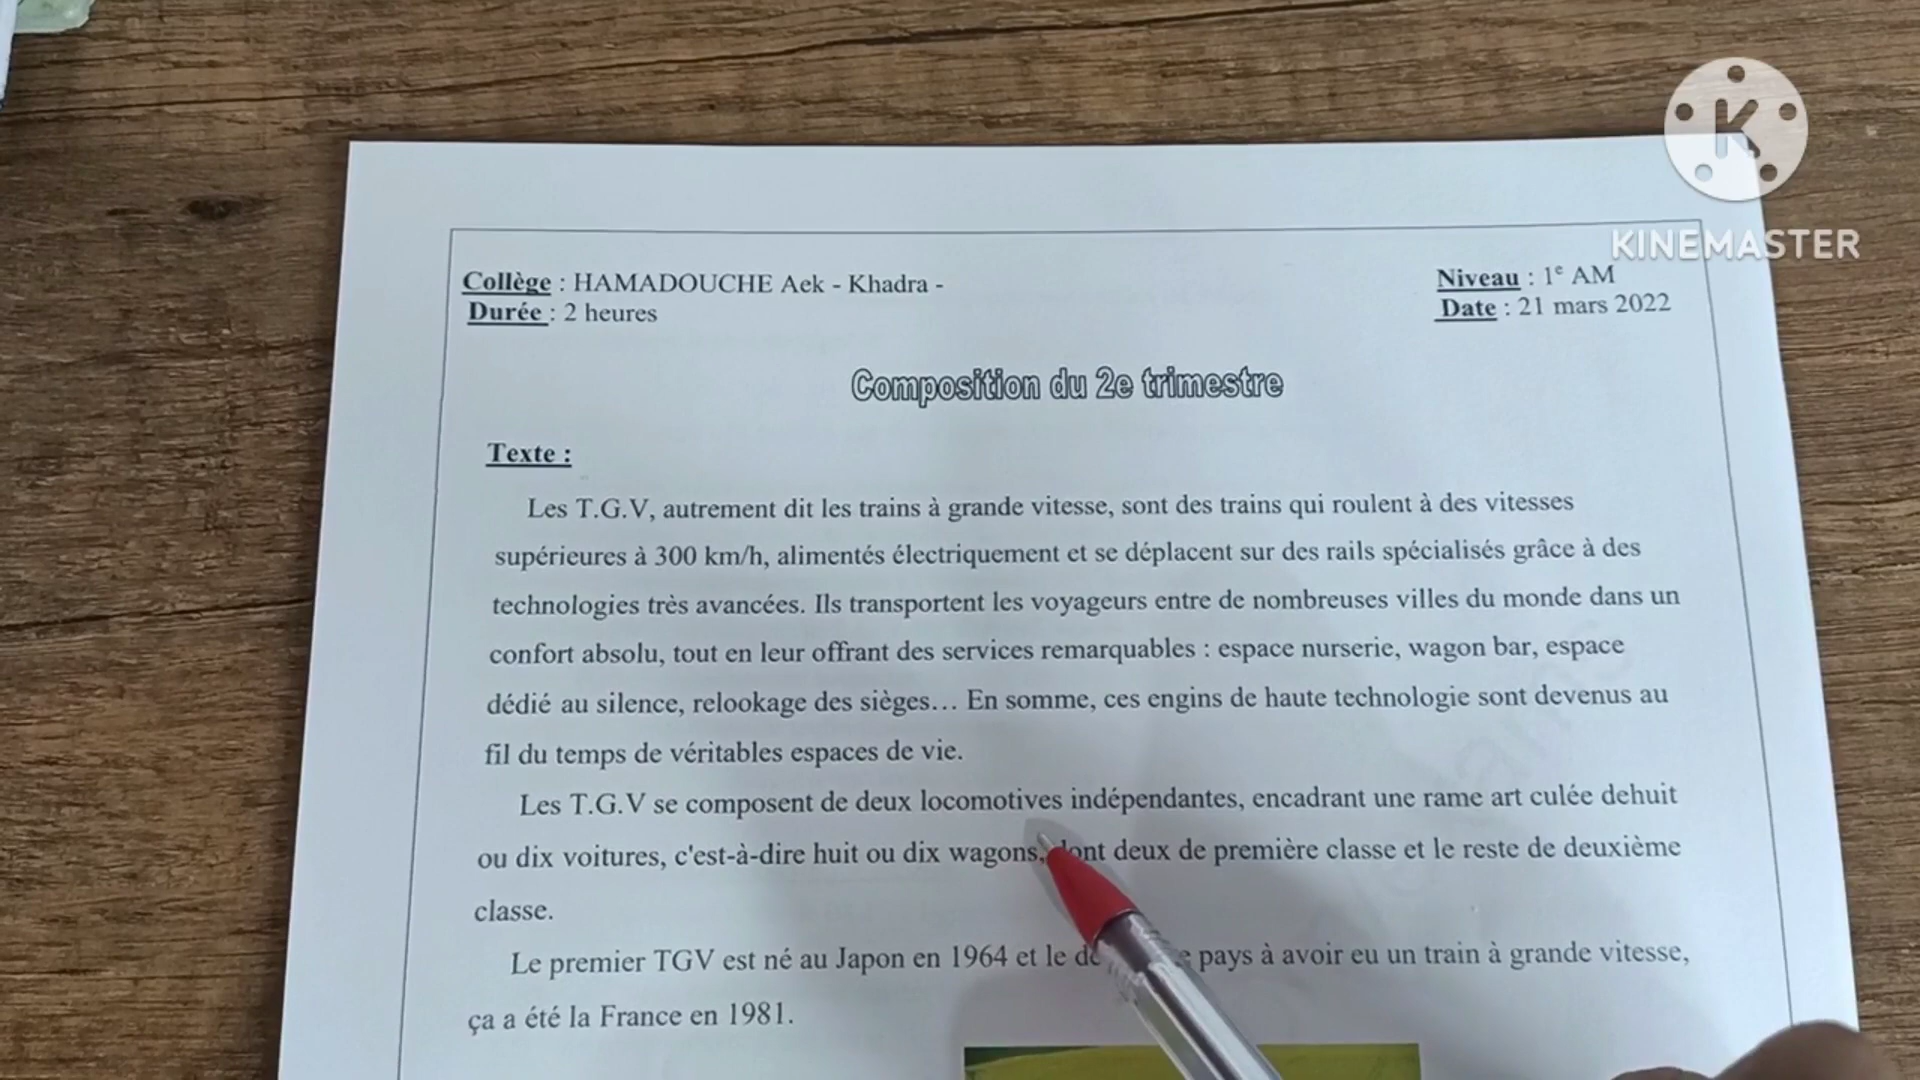 K
KINEMASTER
Collège : HAMADOUCHE Aek - Khadra -
Niveau : 1e AM
Durée : 2 heures
Date : 21 mars 2022
Composition du 2e trimestre
Texte :
Les T.G.V, autrement dit les trains à grande vitesse, sont des trains qui roulent à des vitesses
supérieures à 300 km/h, alimentés électriquement et se déplacent sur des rails spécialisés grâce à des
technologies très avancées. Ils transportent les voyageurs entre de nombreuses villes du monde dans un
confort absolu, tout en leur offrant des services remarquables : espace nurserie, wagon bar, espace
dédié au silence, relookage des sièges… En somme, ces engins de haute technologie sont devenus au
fil du temps de véritables espaces de vie.
Les T.G.V se composent de deux locomotives indépendantes, encadrant une rame art culée dehuit
ou dix voitures, c'est-à-dire huit ou dix wagons, dont deux de première classe et le reste de deuxième
classe.
Le premier TGV est né au Japon en 1964 et le pays à avoir eu un train à grande vitesse,
ça a été la France en 1981.